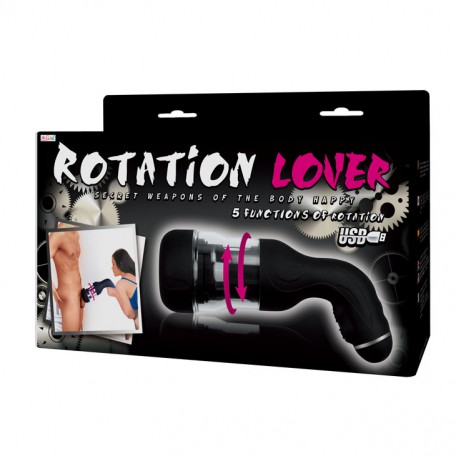 ROTATION LOVER
SECRET WEAPONS OF THE BODY HAPPY
5 FUNCTIONS OF ROTATION
USB